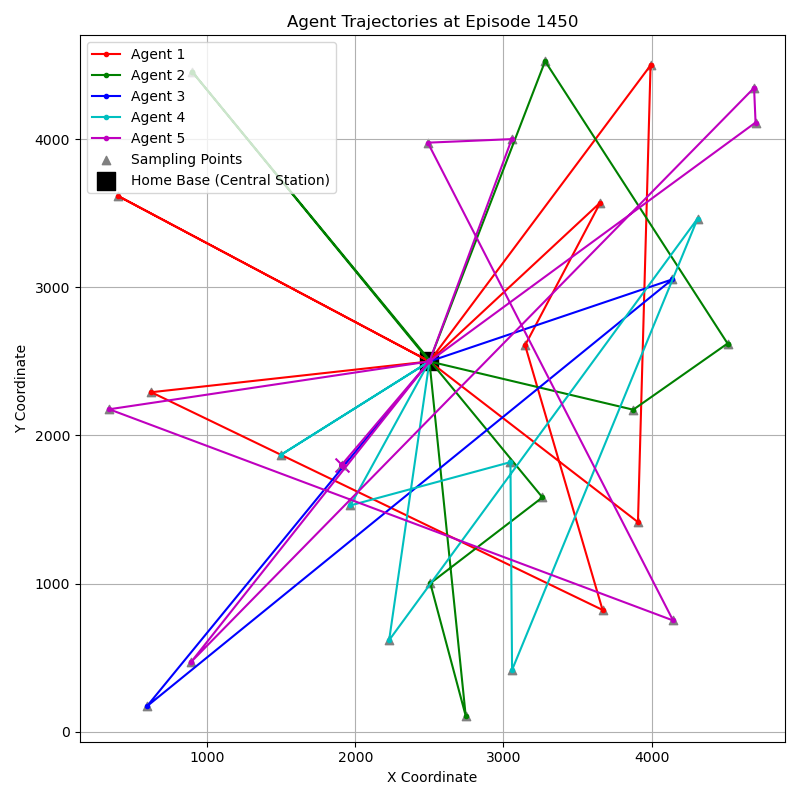 Agent Trajectories at Episode 1450
Agent 1
Agent 2
Agent 3
Agent 4
Agent 5
Sampling Points
Home Base (Central Station)
Y Coordinate
4000
3000
2000
1000
0
1000 2000 3000 4000
X Coordinate